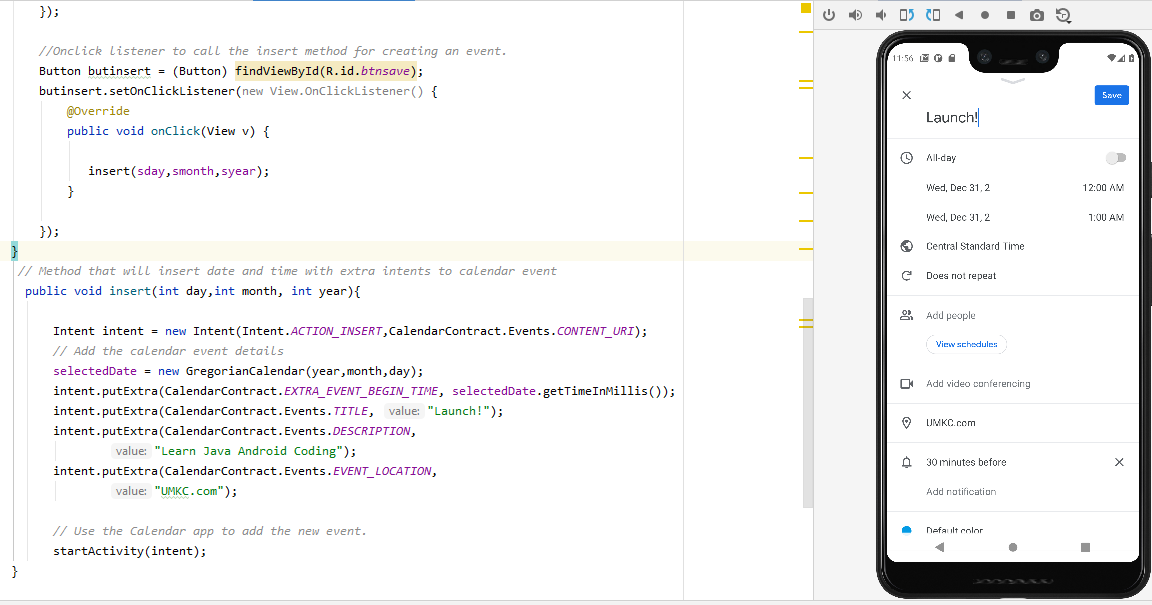 });
//Onclick listener to call the insert method for creating an event.
Button butinsert = (Button) findViewById(R.id.btnsave);
butinsert.setOnClickListener(new View.OnClickListener() {
@Override
public void onClick(View v) {
insert(sday,smonth,syear);
}
});
}
// Method that will insert date and time with extra intents to calendar event
public void insert(int day,int month, int year){
Intent intent = new Intent(Intent.ACTION_INSERT,CalendarContract.Events.CONTENT_URI);
// Add the calendar event details
selectedDate = new GregorianCalendar(year,month,day);
intent.putExtra(CalendarContract.EXTRA_EVENT_BEGIN_TIME, selectedDate.getTimeInMillis());
intent.putExtra(CalendarContract.Events.TITLE, value: "Launch!");
intent.putExtra(CalendarContract.Events.DESCRIPTION,
value: "Learn Java Android Coding");
intent.putExtra(CalendarContract.Events.EVENT_LOCATION,
value: "UMKC.com");
// Use the Calendar app to add the new event.
startActivity(intent);
}
11:56
Save
Launch!
All-day
Wed, Dec 31, 2 12:00 AM
Wed, Dec 31, 2 1:00 AM
Central Standard Time
Does not repeat
Add people
View schedules
Add video conferencing
UMKC.com
30 minutes before
Add notification
Default color